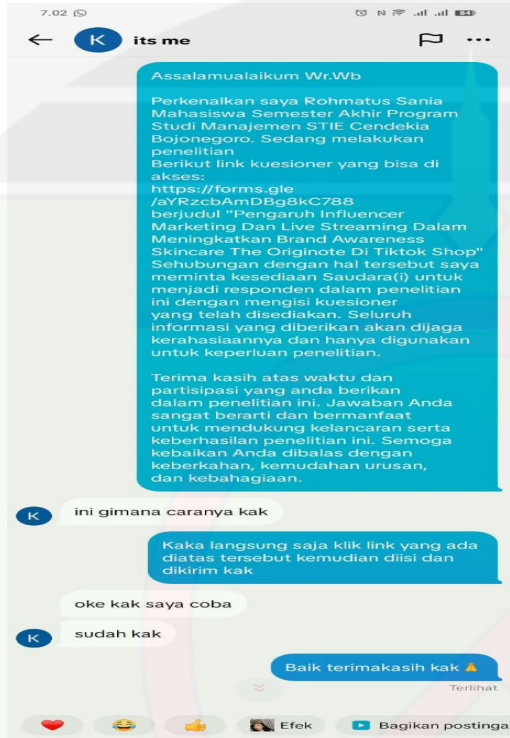 7.02
its me
Assalamualaikum Wr.Wb
Perkenalkan saya Rohmatus Sania
Mahasiswa Semester Akhir Program
Studi Manajemen STIE Cendekia
Bojonegoro. Sedang melakukan
penelitian
Berikut link kuesioner yang bisa di
akses:
https://forms.gle
/aYRzcbAmDBg8kC788
berjudul "Pengaruh Influencer
Marketing Dan Live Streaming Dalam
Meningkatkan Brand Awareness
Skincare The Originote Di Tiktok Shop"
Sehubungan dengan hal tersebut saya
meminta kesediaan Saudara(i) untuk
menjadi responden dalam penelitian
ini dengan mengisi kuesioner
yang telah disediakan. Seluruh
informasi yang diberikan akan dijaga
kerahasiaannya dan hanya digunakan
untuk keperluan penelitian.
Terima kasih atas waktu dan
partisipasi yang anda berikan
dalam penelitian ini. Jawaban Anda
sangat berarti dan bermanfaat
untuk mendukung kelancaran serta
keberhasilan penelitian ini. Semoga
kebaikan Anda dibalas dengan
keberkahan, kemudahan urusan,
dan kebahagiaan.
K
ini gimana caranya kak
Kaka langsung saja klik link yang ada
diatas tersebut kemudian diisi dan
dikirim kak
oke kak saya coba
K
sudah kak
Baik terimakasih kak 🙏
Terlihat
Efek
Bagikan postinga